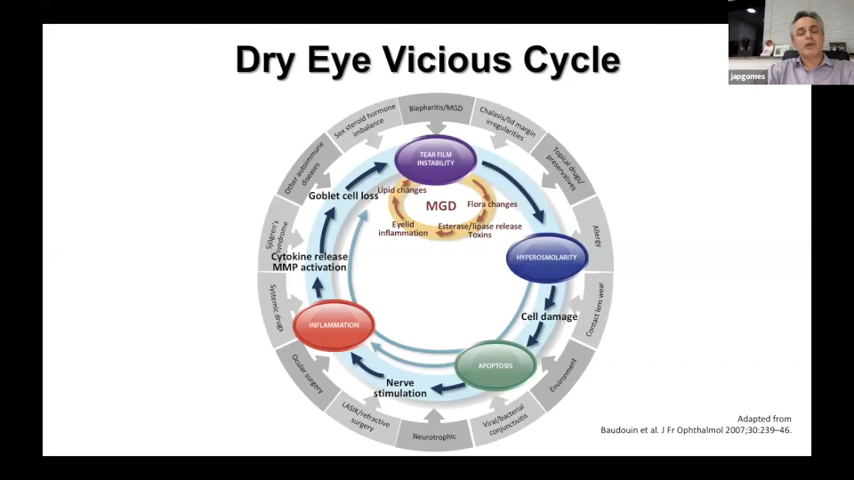 Dry Eye Vicious Cycle
japgomes
Blepharitis/MGD
Chalasis/lid margin
irregularities
Topical drugs/
preservatives
Allergy
Contact lens wear
Environment
Viral/bacterial
conjunctivitis
Neurotrophic
LASIK/refractive
surgery
Ocular surgery
Systemic drugs
Sjögren's
syndrome
Other autoimmune
diseases
Sex steroid hormone
imbalance
TEAR FILM
INSTABILITY
HYPEROSMOLARITY
Cell damage
APOPTOSIS
Nerve
stimulation
INFLAMMATION
Cytokine release
MMP activation
Goblet cell loss
Lipid changes
MGD
Flora changes
Esterase/lipase release
Toxins
Eyelid
inflammation
Adapted from
Baudouin et al. J Fr Ophthalmol 2007;30:239–46.